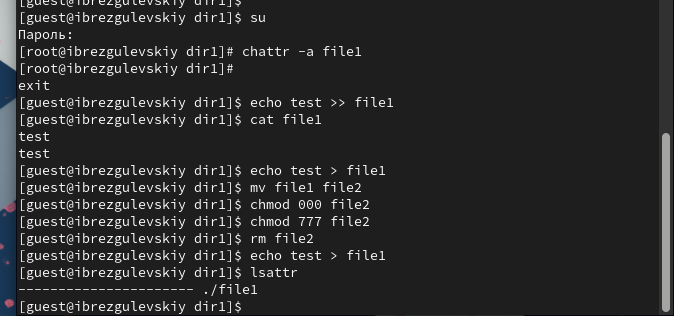 [guest@ibrezgulevskiy dir1]$
[guest@ibrezgulevskiy dir1]$ su
Пароль:
[root@ibrezgulevskiy dir1]# chattr -a file1
[root@ibrezgulevskiy dir1]#
exit
[guest@ibrezgulevskiy dir1]$ echo test >> file1
[guest@ibrezgulevskiy dir1]$ cat file1
test
test
[guest@ibrezgulevskiy dir1]$ echo test > file1
[guest@ibrezgulevskiy dir1]$ mv file1 file2
[guest@ibrezgulevskiy dir1]$ chmod 000 file2
[guest@ibrezgulevskiy dir1]$ chmod 777 file2
[guest@ibrezgulevskiy dir1]$ rm file2
[guest@ibrezgulevskiy dir1]$ echo test > file1
[guest@ibrezgulevskiy dir1]$ lsattr
---------------------- ./file1
[guest@ibrezgulevskiy dir1]$